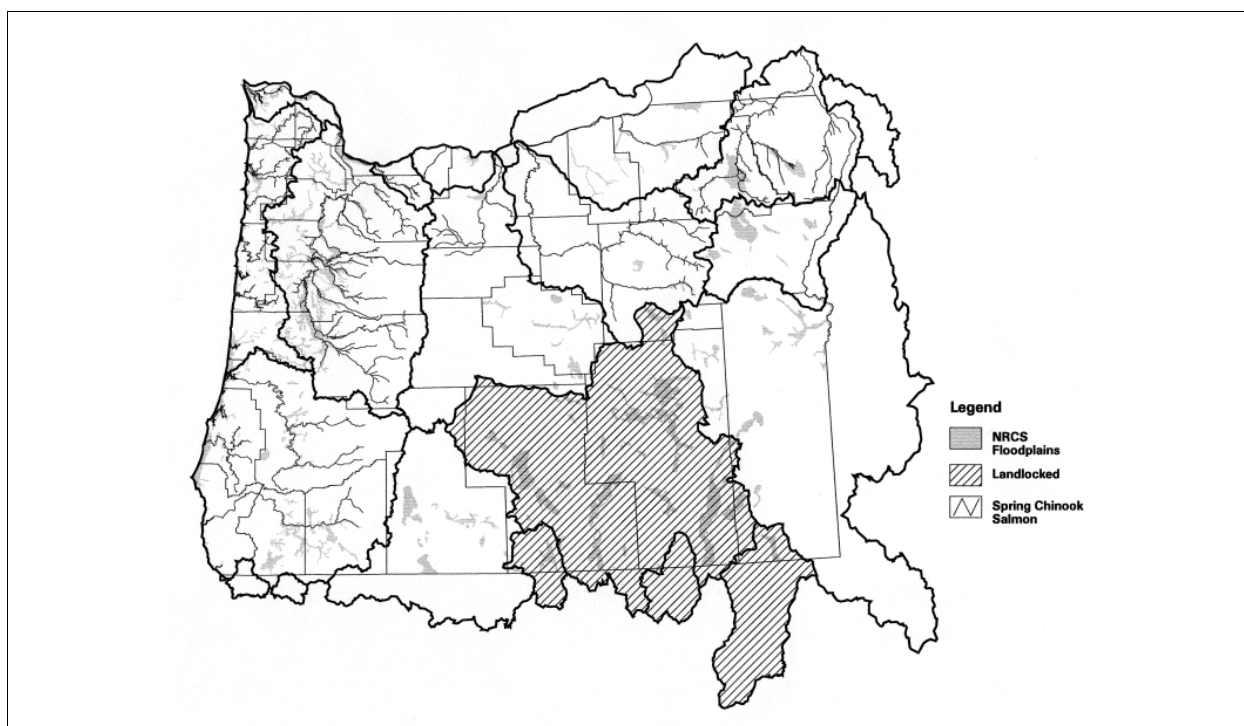 Legend
NRCS
Floodplains
Landlocked
Spring Chinook
Salmon